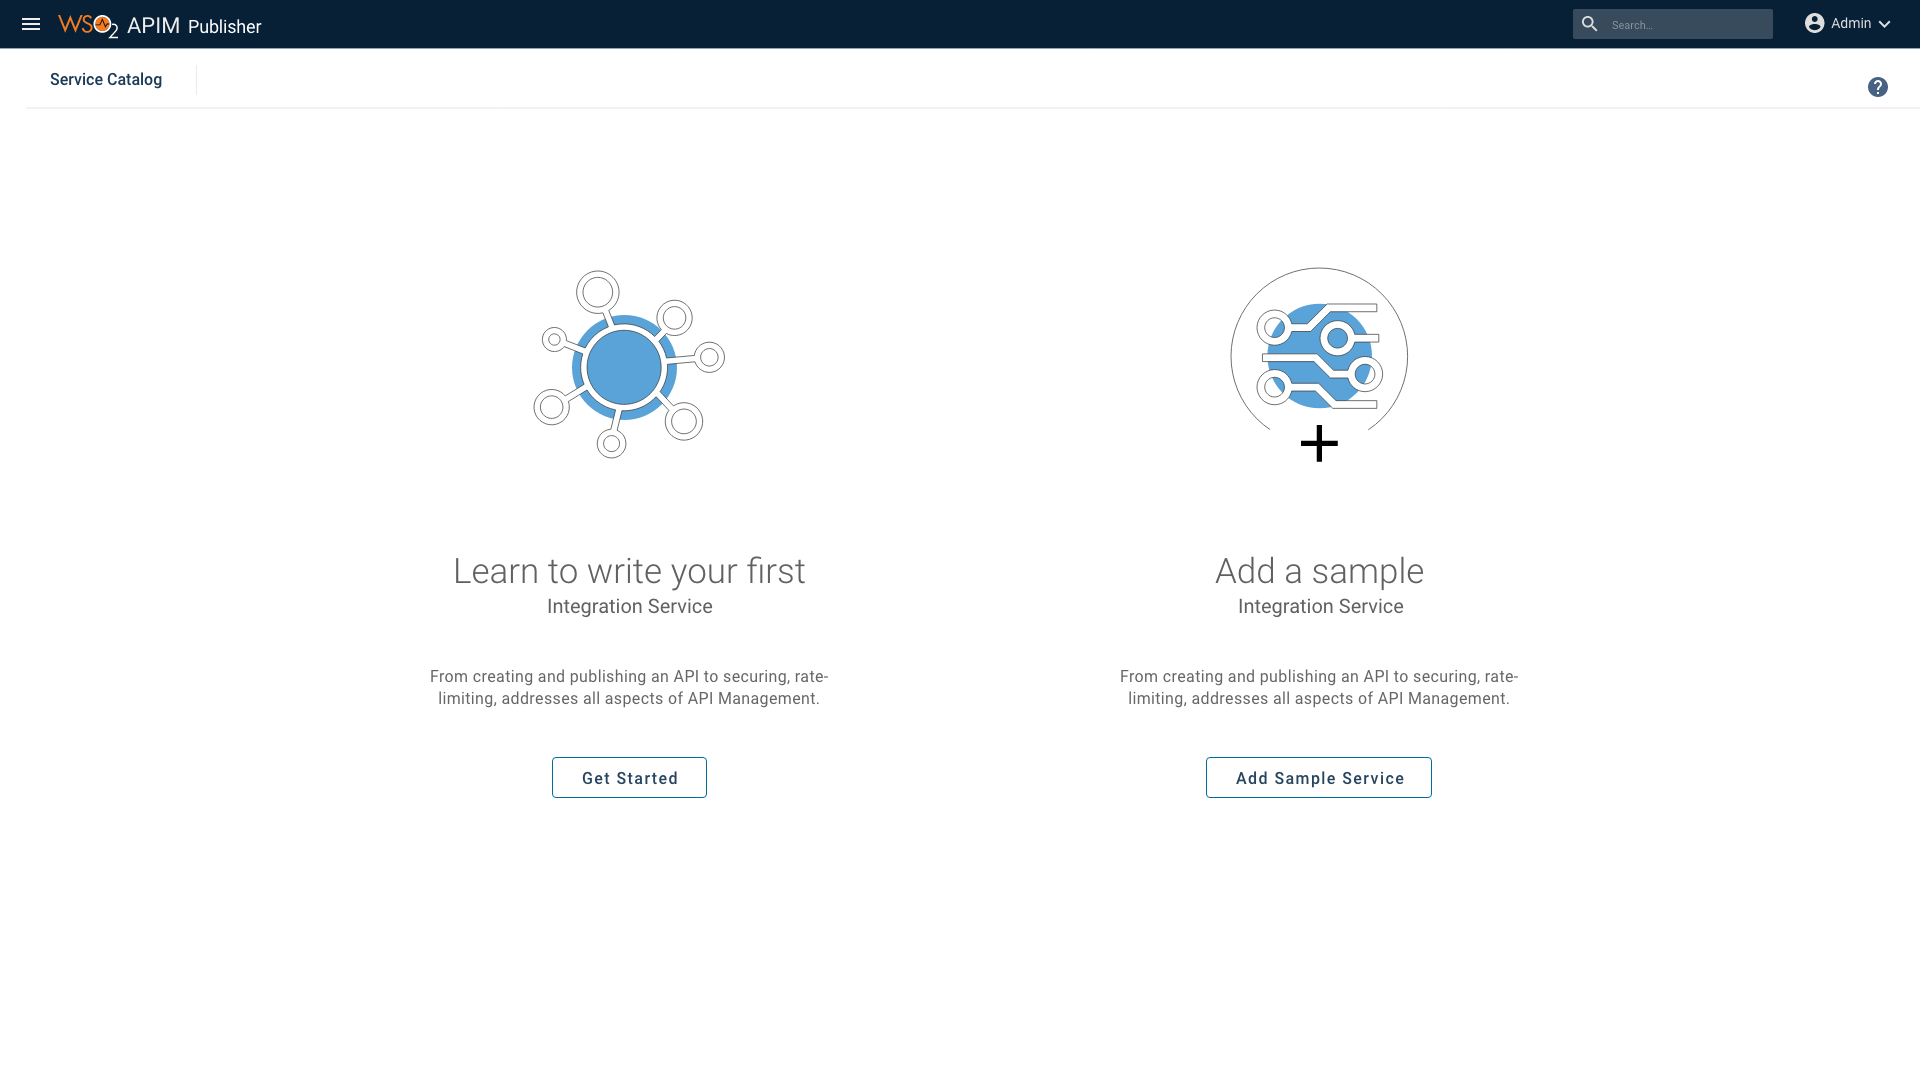 WSO2 APIM Publisher
Search...
Admin
Service Catalog
Learn to write your first
Integration Service
From creating and publishing an API to securing, rate-
limiting, addresses all aspects of API Management.
Get Started
Add a sample
Integration Service
From creating and publishing an API to securing, rate-
limiting, addresses all aspects of API Management.
Add Sample Service